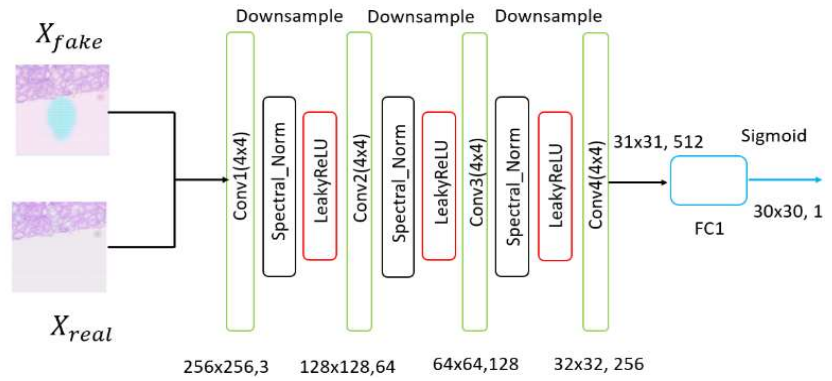 Downsample Downsample Downsample
X_fake
Conv1(4x4)
Spectral_Norm
LeakyReLU
Conv2(4x4)
Spectral_Norm
LeakyReLU
Conv3(4x4)
Spectral_Norm
LeakyReLU
Conv4(4x4)
31x31, 512
Sigmoid
FC1
30x30, 1
X_real
256x256,3
128x128,64
64x64,128
32x32, 256